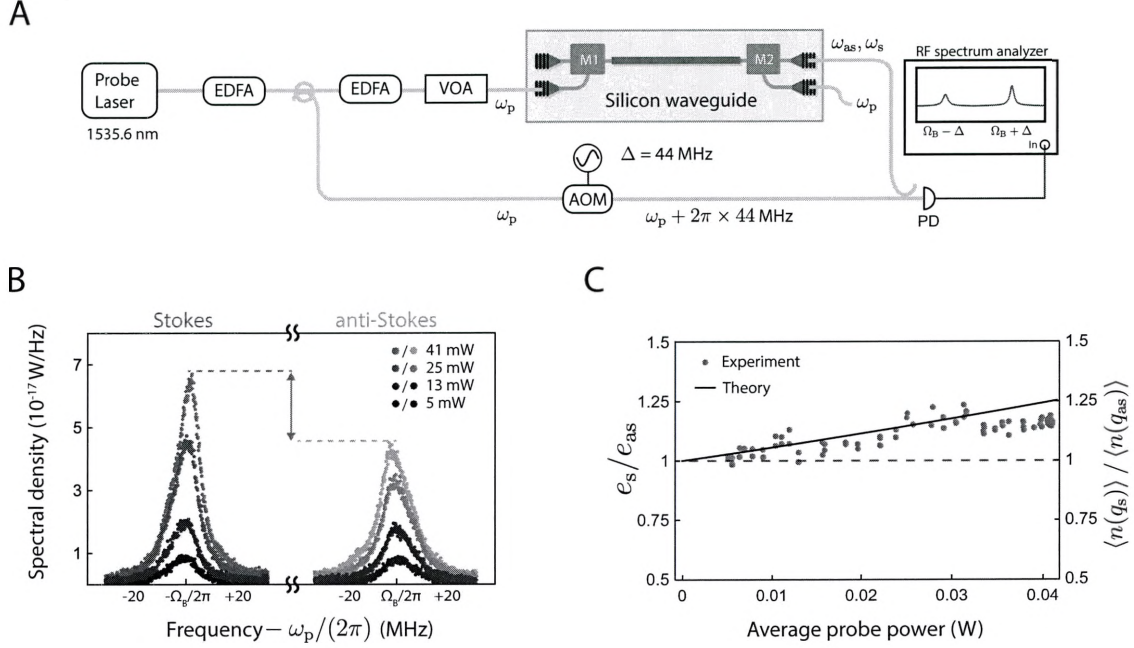 A
Probe
Laser
1535.6 nm
EDFA
EDFA
VOA
ωp
M1
M2
Silicon waveguide
ωas, ωs
ωp
RF spectrum analyzer
ΩB − Δ
ΩB + Δ
In
Δ = 44 MHz
AOM
ωp
ωp + 2π × 44 MHz
PD
B
Stokes
anti-Stokes
Spectral density (10⁻¹⁷ W/Hz)
7
5
3
1
/ 41 mW
/ 25 mW
/ 13 mW
/ 5 mW
-20 -ΩB/2π +20
-20 ΩB/2π +20
Frequency − ωp/(2π) (MHz)
C
es/eas
1.5
1.25
1
0.75
0.5
Experiment
Theory
1.5
1.25
1
0.75
0.5
⟨n(qs)⟩ / ⟨n(qas)⟩
0 0.01 0.02 0.03 0.04
Average probe power (W)